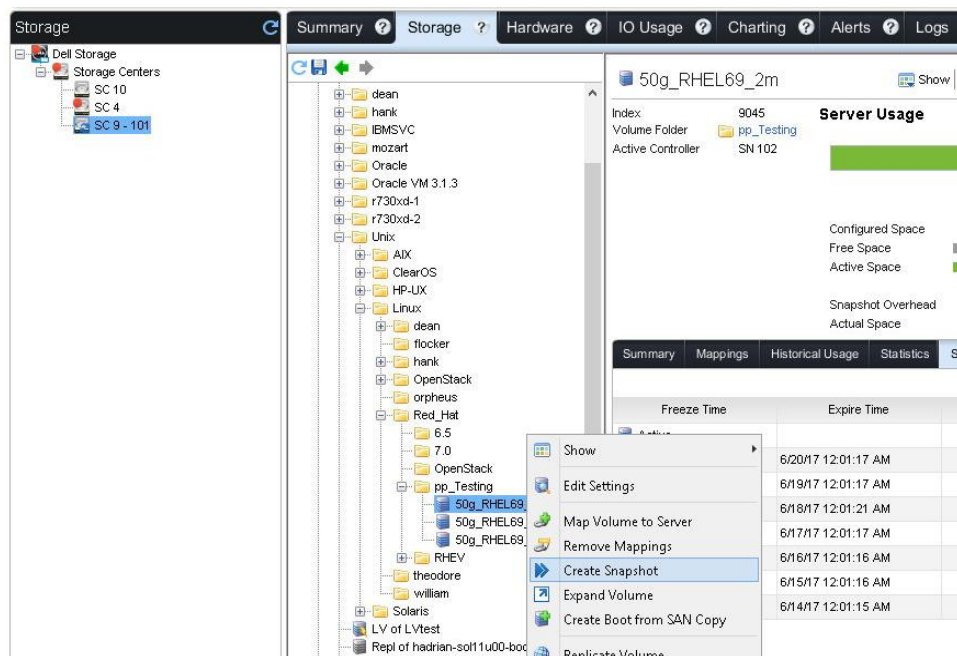 Storage
Dell Storage
Storage Centers
SC 10
SC 4
SC 9 - 101
Summary ? Storage ? Hardware ? IO Usage ? Charting ? Alerts ? Logs
dean
hank
IBMSVC
mozart
Oracle
Oracle VM 3.1.3
r730xd-1
r730xd-2
Unix
AIX
ClearOS
HP-UX
Linux
dean
flocker
hank
OpenStack
orpheus
Red_Hat
6.5
7.0
OpenStack
pp_Testing
50g_RHEL69_
50g_RHEL69_
50g_RHEL69_
RHEV
theodore
william
Solaris
LV of LVtest
Repl of hadrian-sol11u00-boo
50g_RHEL69_2m
Show
Index 9045
Volume Folder pp_Testing
Active Controller SN 102
Server Usage
Configured Space
Free Space
Active Space
Snapshot Overhead
Actual Space
Summary Mappings Historical Usage Statistics S
Freeze Time Expire Time
Active
6/20/17 12:01:17 AM
6/19/17 12:01:17 AM
6/18/17 12:01:21 AM
6/17/17 12:01:17 AM
6/16/17 12:01:16 AM
6/15/17 12:01:16 AM
6/14/17 12:01:15 AM
Show
Edit Settings
Map Volume to Server
Remove Mappings
Create Snapshot
Expand Volume
Create Boot from SAN Copy
Replicate Volume